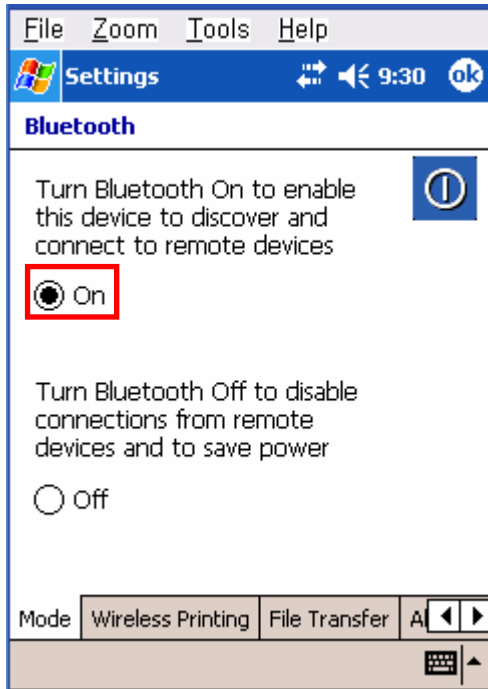 File Zoom Tools Help
Settings 9:30 ok
Bluetooth
Turn Bluetooth On to enable
this device to discover and
connect to remote devices
On
Turn Bluetooth Off to disable
connections from remote
devices and to save power
Off
Mode Wireless Printing File Transfer